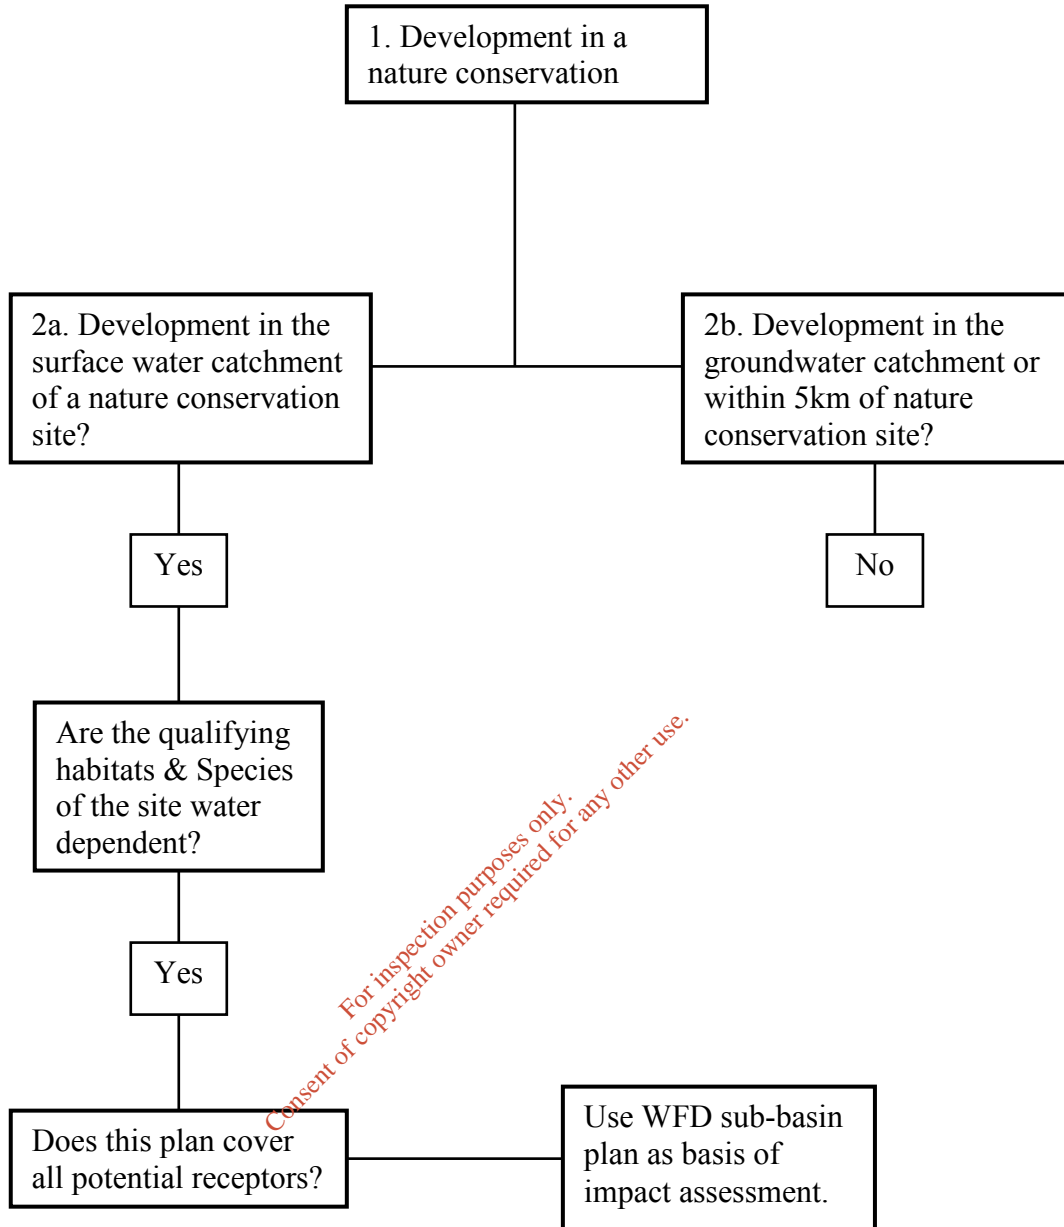 1. Development in a
nature conservation
2a. Development in the
surface water catchment
of a nature conservation
site?
2b. Development in the
groundwater catchment or
within 5km of nature
conservation site?
Yes
No
Are the qualifying
habitats & Species
of the site water
dependent?
Yes
For inspection purposes only.
Consent of copyright owner required for any other use.
Does this plan cover
all potential receptors?
Use WFD sub-basin
plan as basis of
impact assessment.